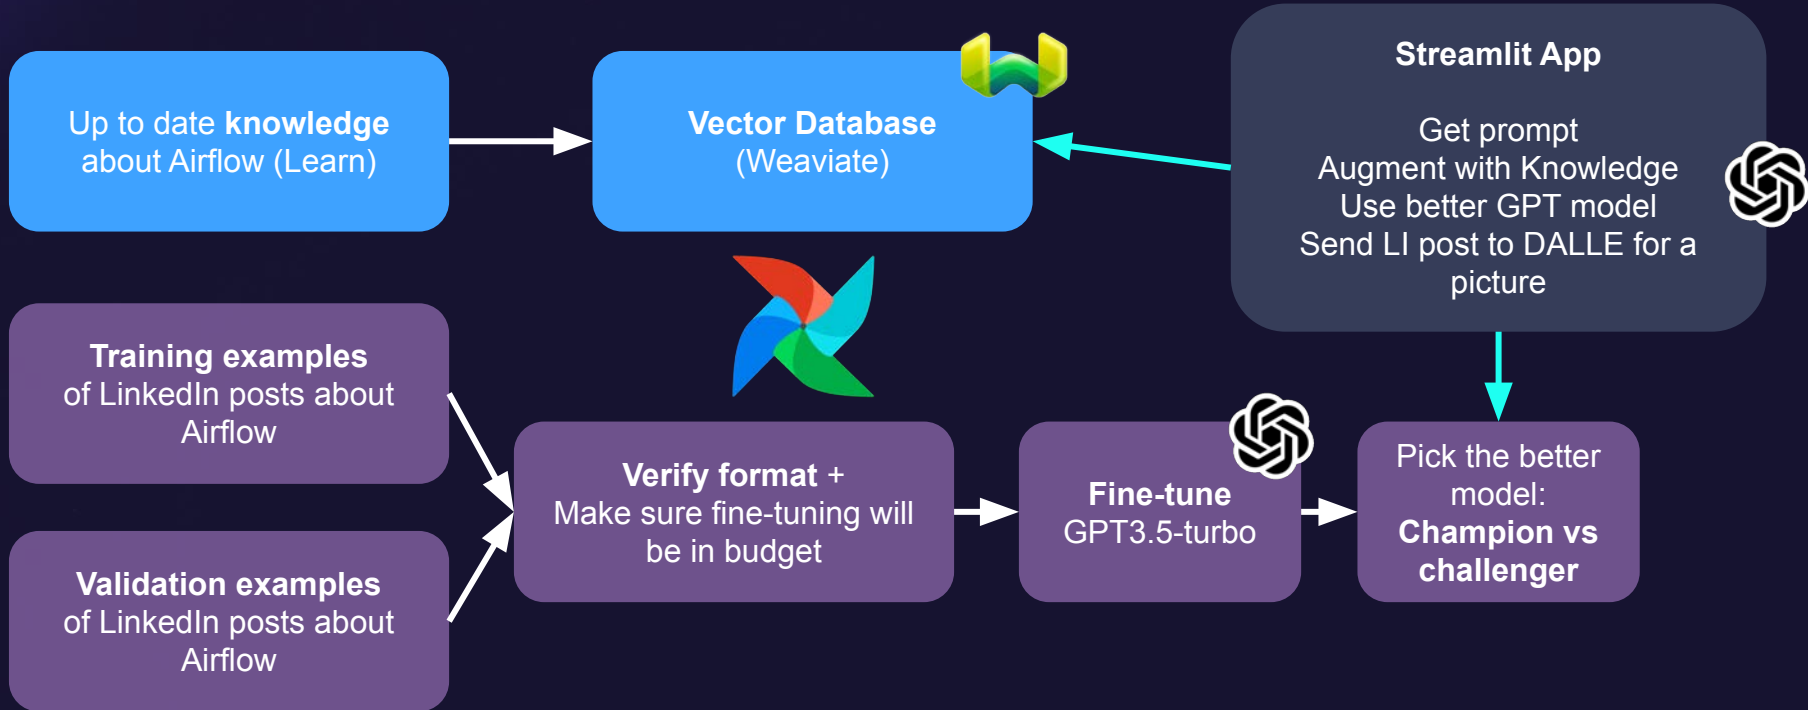 Up to date knowledge
about Airflow (Learn)
Vector Database
(Weaviate)
Streamlit App
Get prompt
Augment with Knowledge
Use better GPT model
Send LI post to DALLE for a
picture
Training examples
of LinkedIn posts about
Airflow
Validation examples
of LinkedIn posts about
Airflow
Verify format +
Make sure fine-tuning will
be in budget
Fine-tune
GPT3.5-turbo
Pick the better
model:
Champion vs
challenger